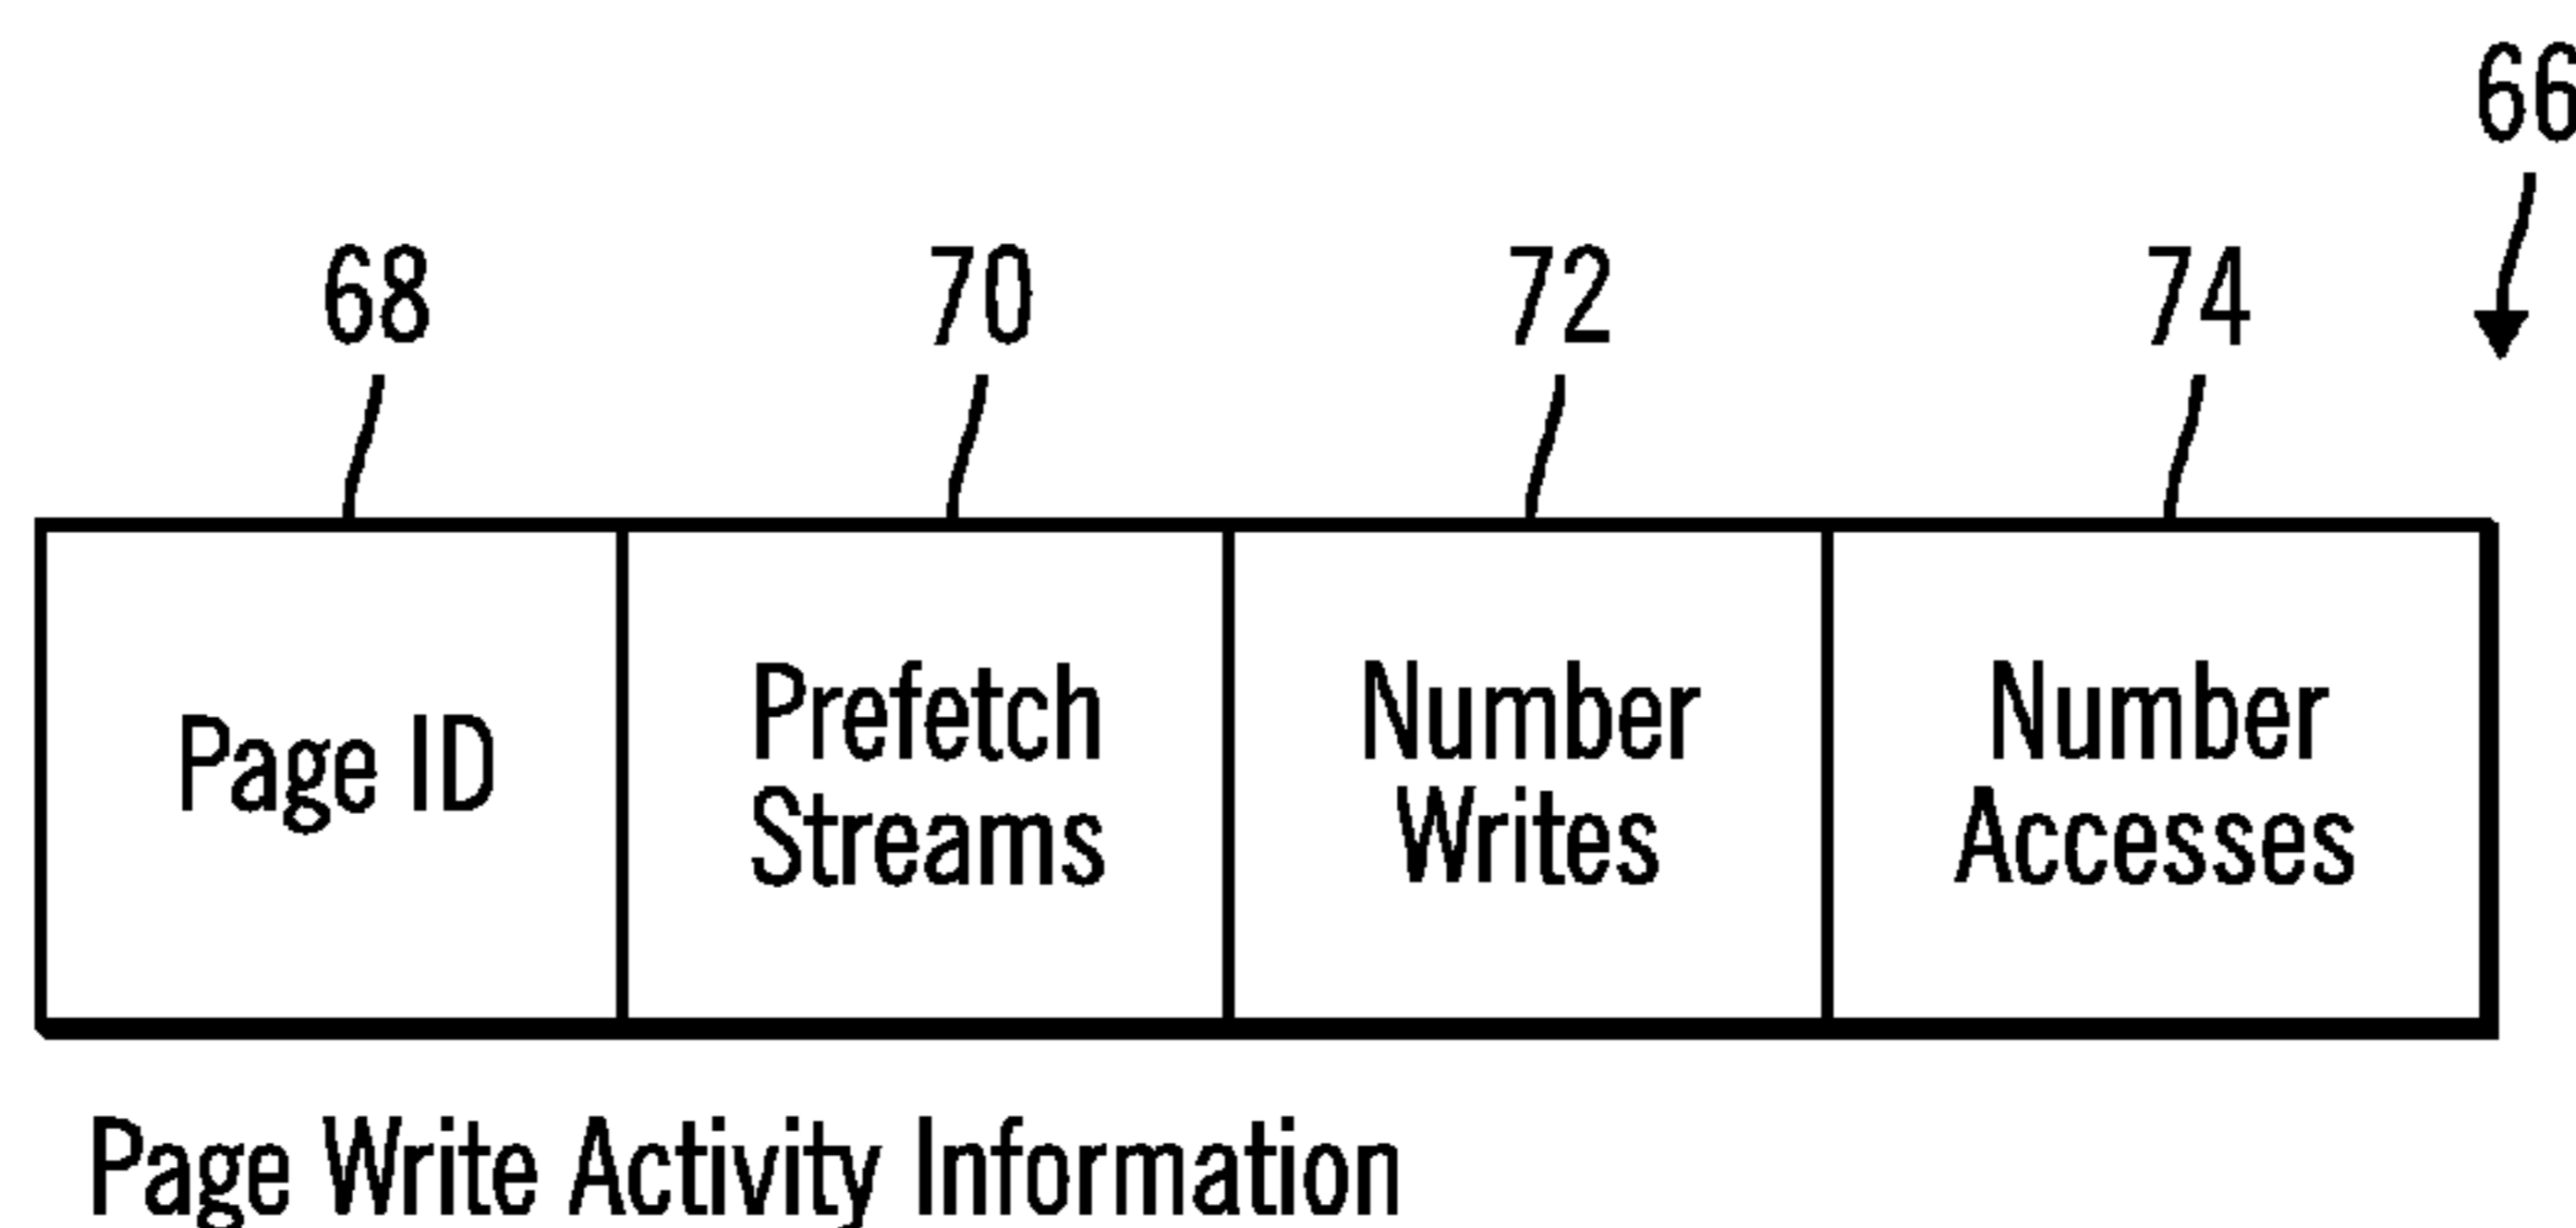 66
68 70 72 74
Page ID
Prefetch
Streams
Number
Writes
Number
Accesses
Page Write Activity Information